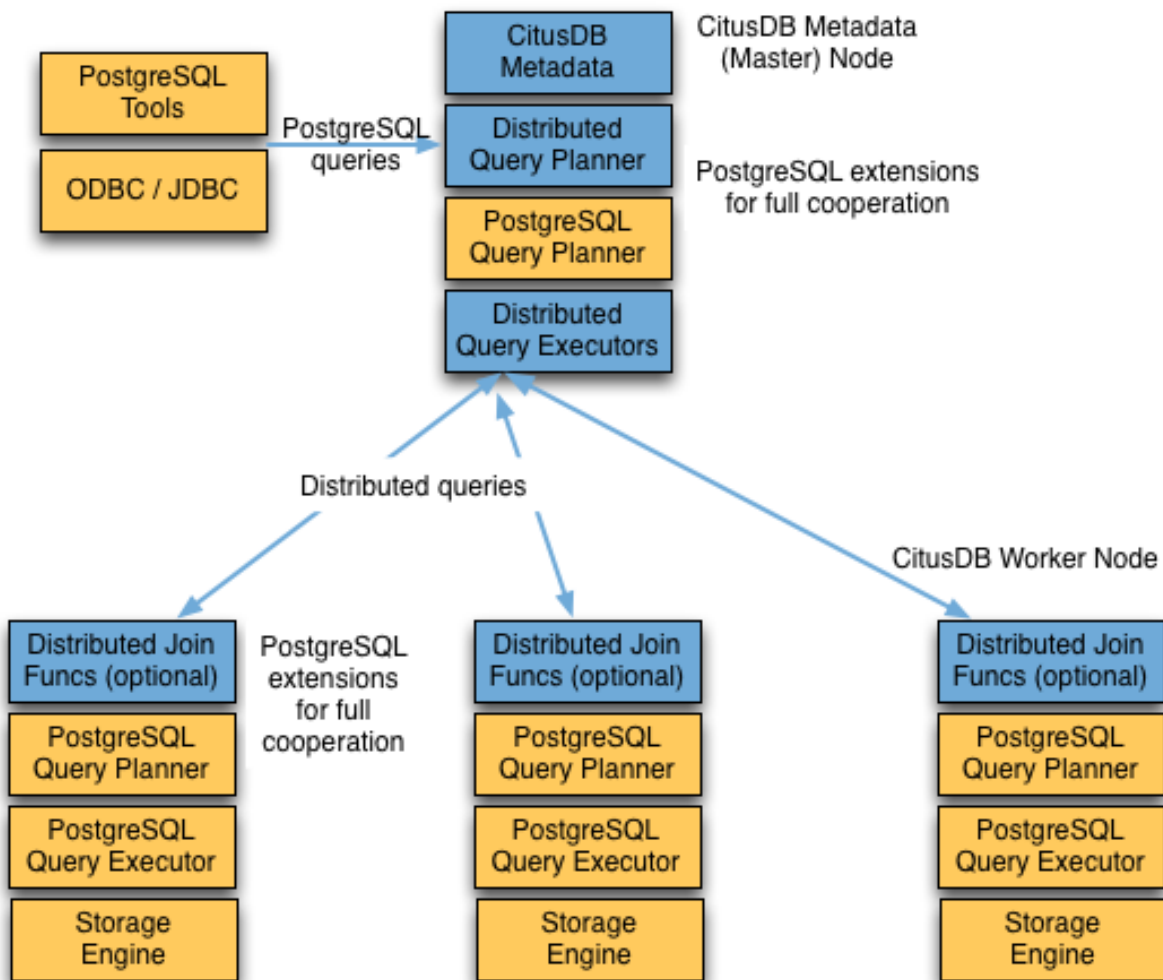 CitusDB
Metadata
CitusDB Metadata
(Master) Node
PostgreSQL
Tools
ODBC / JDBC
PostgreSQL
queries
Distributed
Query Planner
PostgreSQL extensions
for full cooperation
PostgreSQL
Query Planner
Distributed
Query Executors
Distributed queries
CitusDB Worker Node
Distributed Join
Funcs (optional)
PostgreSQL
Query Planner
PostgreSQL
Query Executor
Storage
Engine
PostgreSQL
extensions
for full
cooperation
Distributed Join
Funcs (optional)
PostgreSQL
Query Planner
PostgreSQL
Query Executor
Storage
Engine
Distributed Join
Funcs (optional)
PostgreSQL
Query Planner
PostgreSQL
Query Executor
Storage
Engine